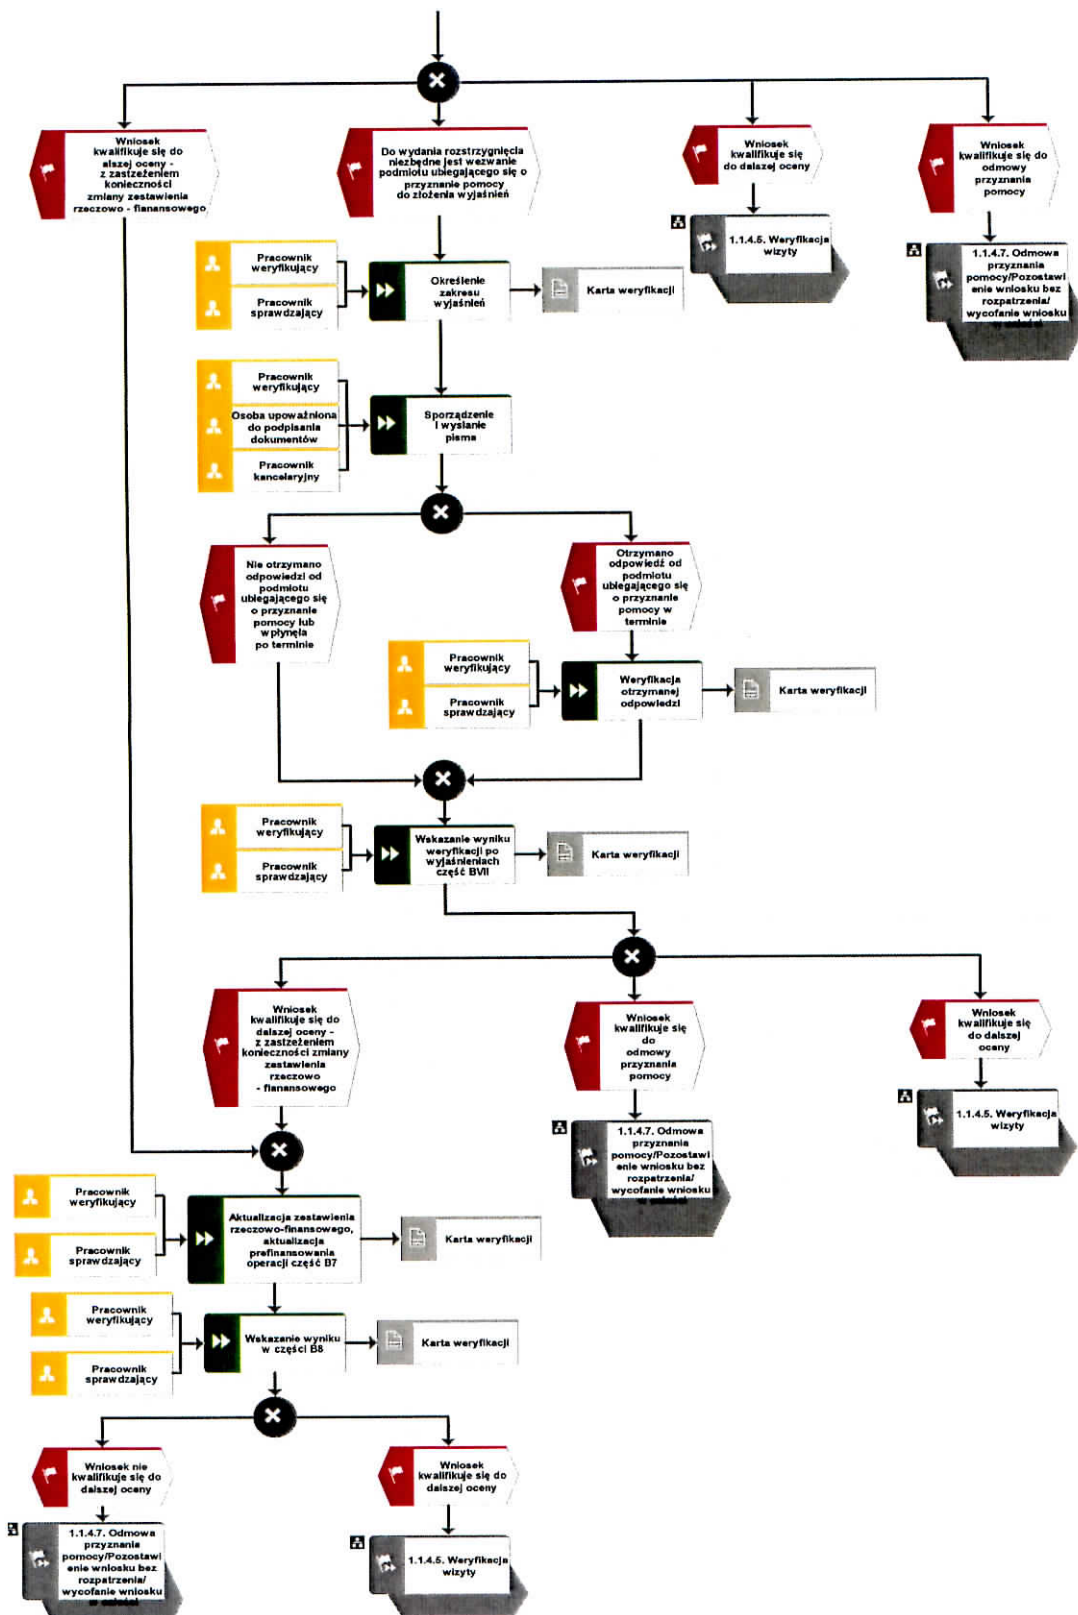 Wniosek
kwalifikuje się do
alszej oceny -
z zastzeżeniem
konieczności
zmiany zestawienia
rzeczowo - fianansowego
Do wydania rozstrzygnięcia
niezbędne jest wezwanie
podmiotu ubiegającego się o
przyznanie pomocy
do złożenia wyjaśnień
Wniosek
kwalifikuje się
do dalszej oceny
Wniosek
kwalifikuje się do
odmowy
przyznania
pomocy
1.1.4.5. Weryfikacja
wizyty
1.1.4.7. Odmowa
przyznania
pomocy/Pozostawi
enie wniosku bez
rozpatrzenia/
wycofanie wniosku
w całości
Pracownik
weryfikujący
Pracownik
sprawdzający
Określenie
zakresu
wyjaśnień
Karta weryfikacji
Pracownik
weryfikujący
Osoba upoważniona
do podpisania
dokumentów
Pracownik
kancelaryjny
Sporządzenie
i wysłanie
pisma
Nie otrzymano
odpowiedzi od
podmiotu
ubiegającego się
o przyznanie
pomocy lub
wpłynęła
po terminie
Otrzymano
odpowiedź od
podmiotu
ubiegającego się
o przyznanie
pomocy w
terminie
Pracownik
weryfikujący
Pracownik
sprawdzający
Weryfikacja
otrzymanej
odpowiedzi
Karta weryfikacji
Pracownik
weryfikujący
Pracownik
sprawdzający
Wskazanie wyniku
weryfikacji po
wyjaśnieniach
część BVII
Karta weryfikacji
Wniosek
kwalifikuje się do
dalszej oceny -
z zastzeżeniem
konieczności zmiany
zestawienia
rzeczowo
- fianansowego
Wniosek
kwalifikuje się
do
odmowy
przyznania
pomocy
Wniosek
kwalifikuje się
do dalszej
oceny
1.1.4.7. Odmowa
przyznania
pomocy/Pozostawi
enie wniosku bez
rozpatrzenia/
wycofanie wniosku
w całości
1.1.4.5. Weryfikacja
wizyty
Pracownik
weryfikujący
Pracownik
sprawdzający
Aktualizacja zestawienia
rzeczowo-finansowego,
aktualizacja
prefinansowania
operacji część B7
Karta weryfikacji
Pracownik
weryfikujący
Pracownik
sprawdzający
Wskazanie wyniku
w części B8
Karta weryfikacji
Wniosek nie
kwalifikuje się do
dalszej oceny
Wniosek
kwalifikuje się do
dalszej oceny
1.1.4.7. Odmowa
przyznania
pomocy/Pozostawi
enie wniosku bez
rozpatrzenia/
wycofanie wniosku
w całości
1.1.4.5. Weryfikacja
wizyty